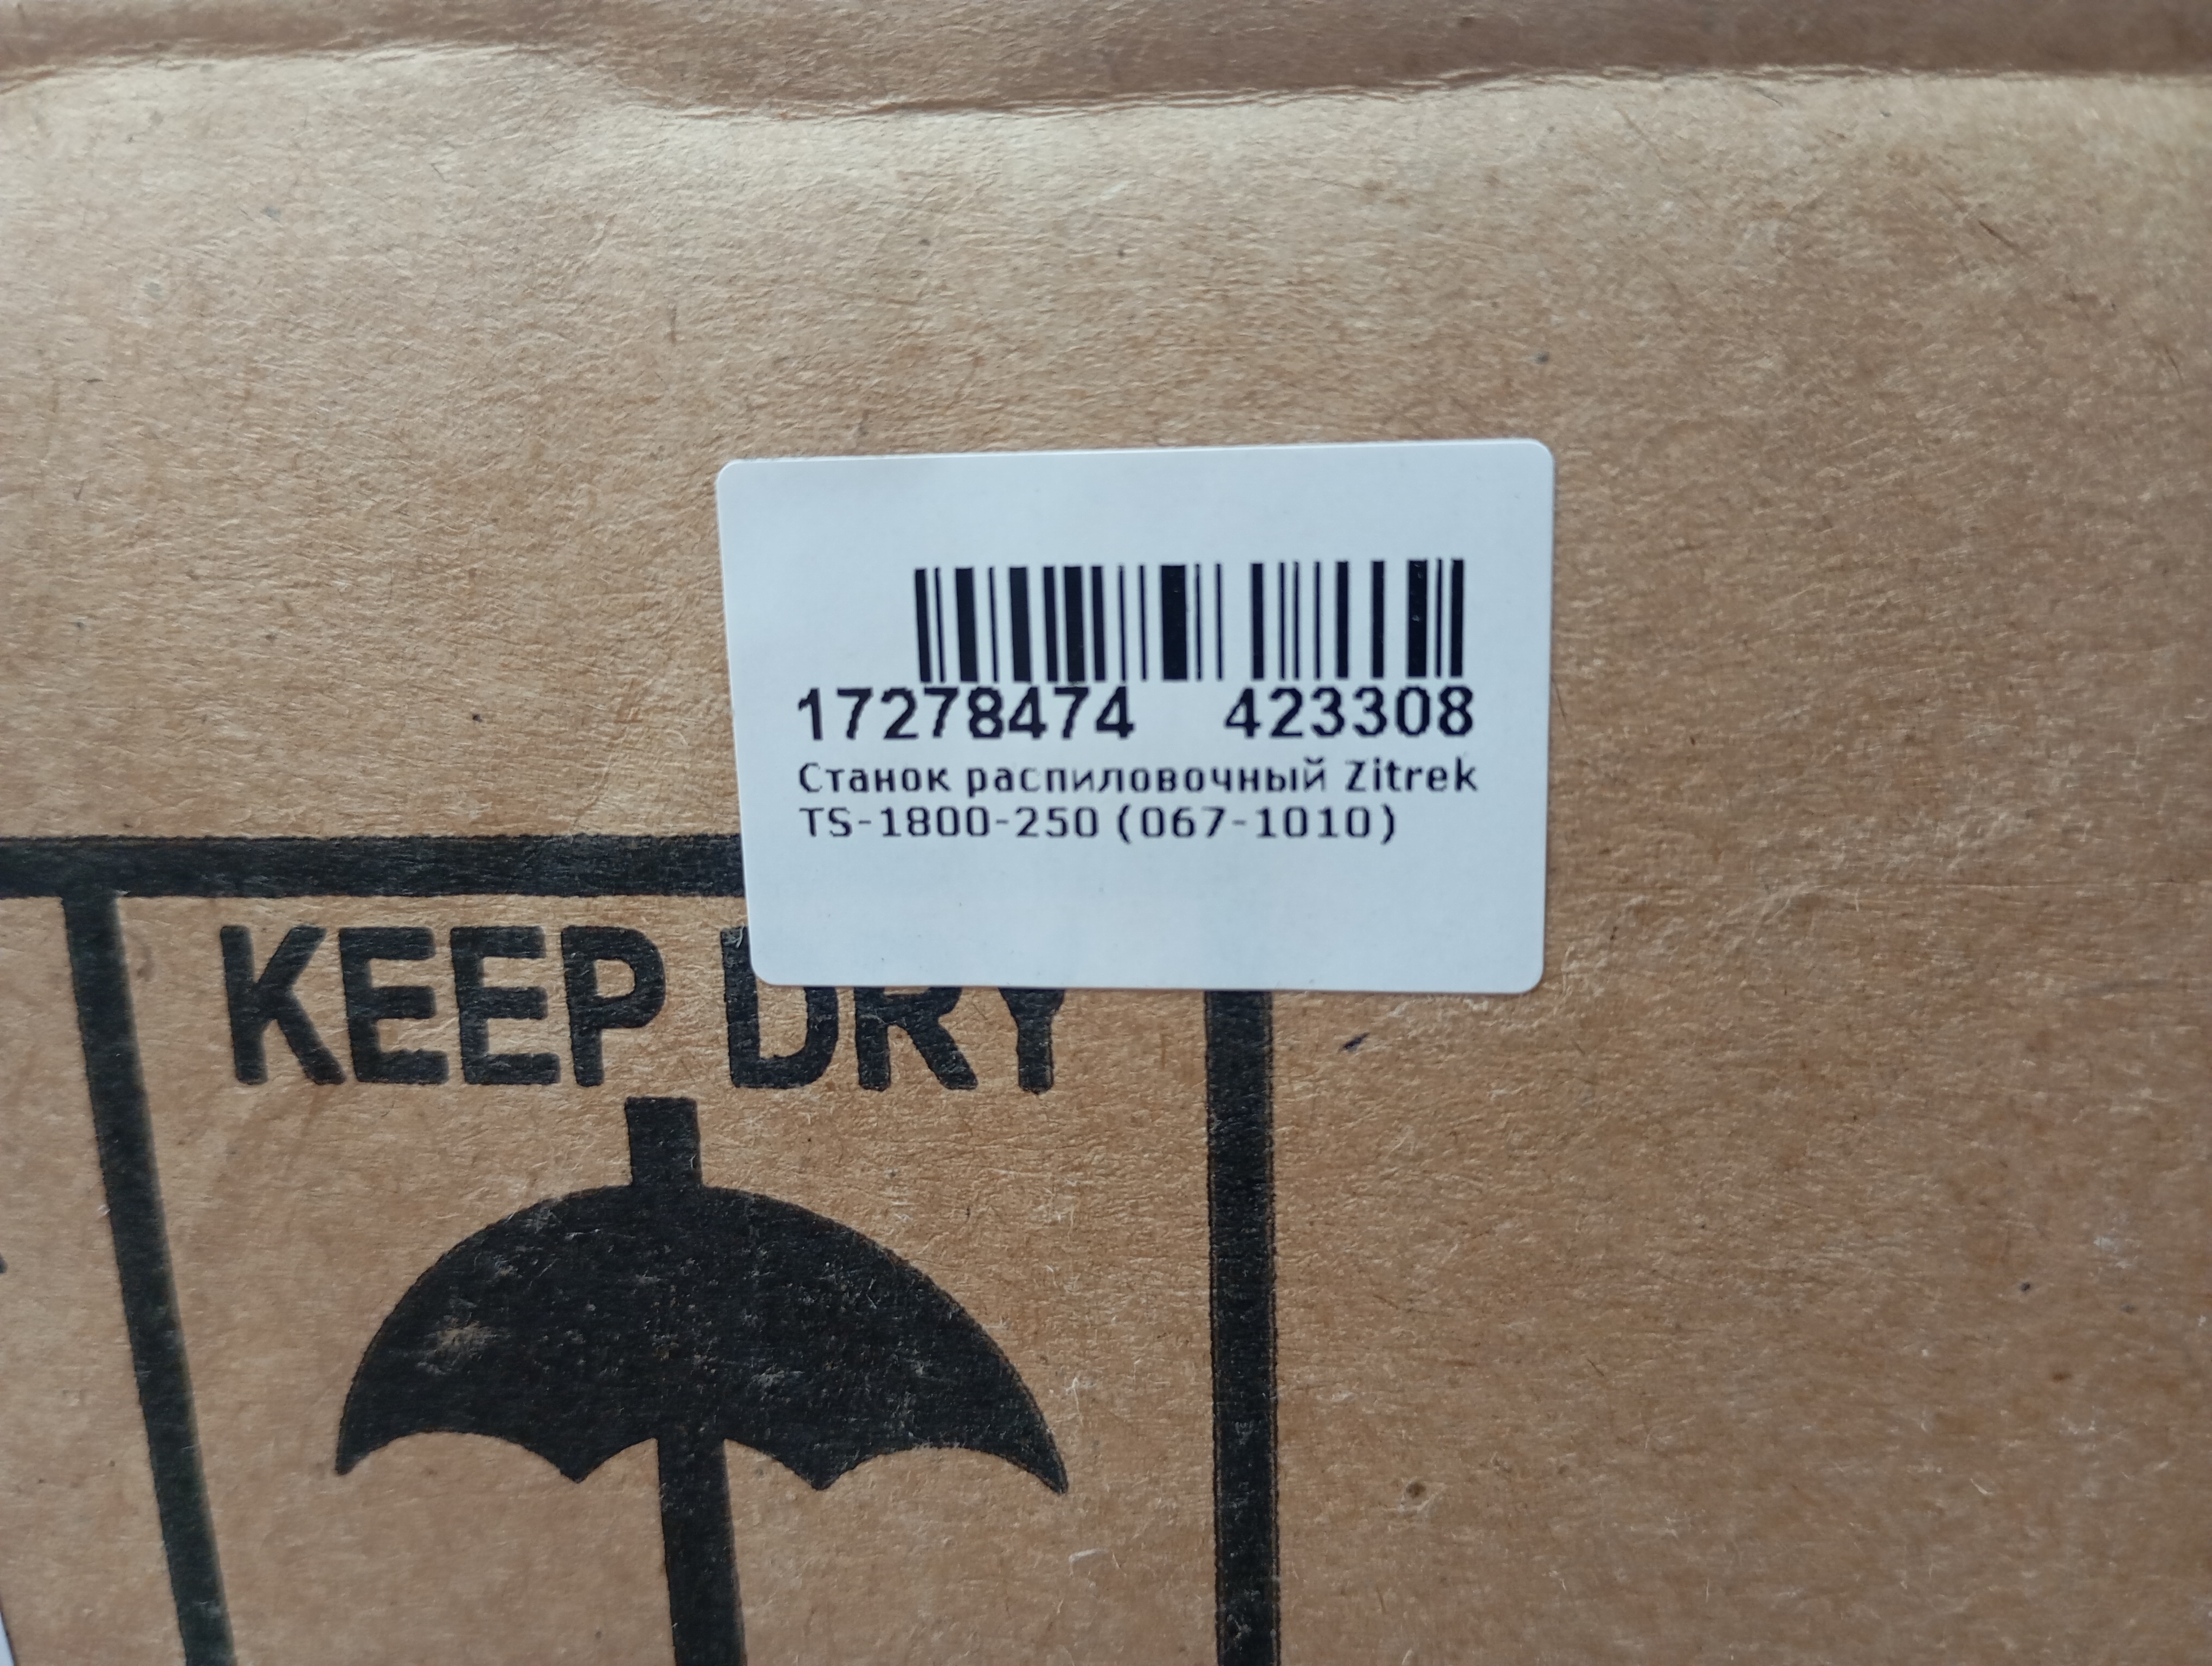 17278474 423308
Станок распиловочный Zitrek
TS-1800-250 (067-1010)
KEEP DRY